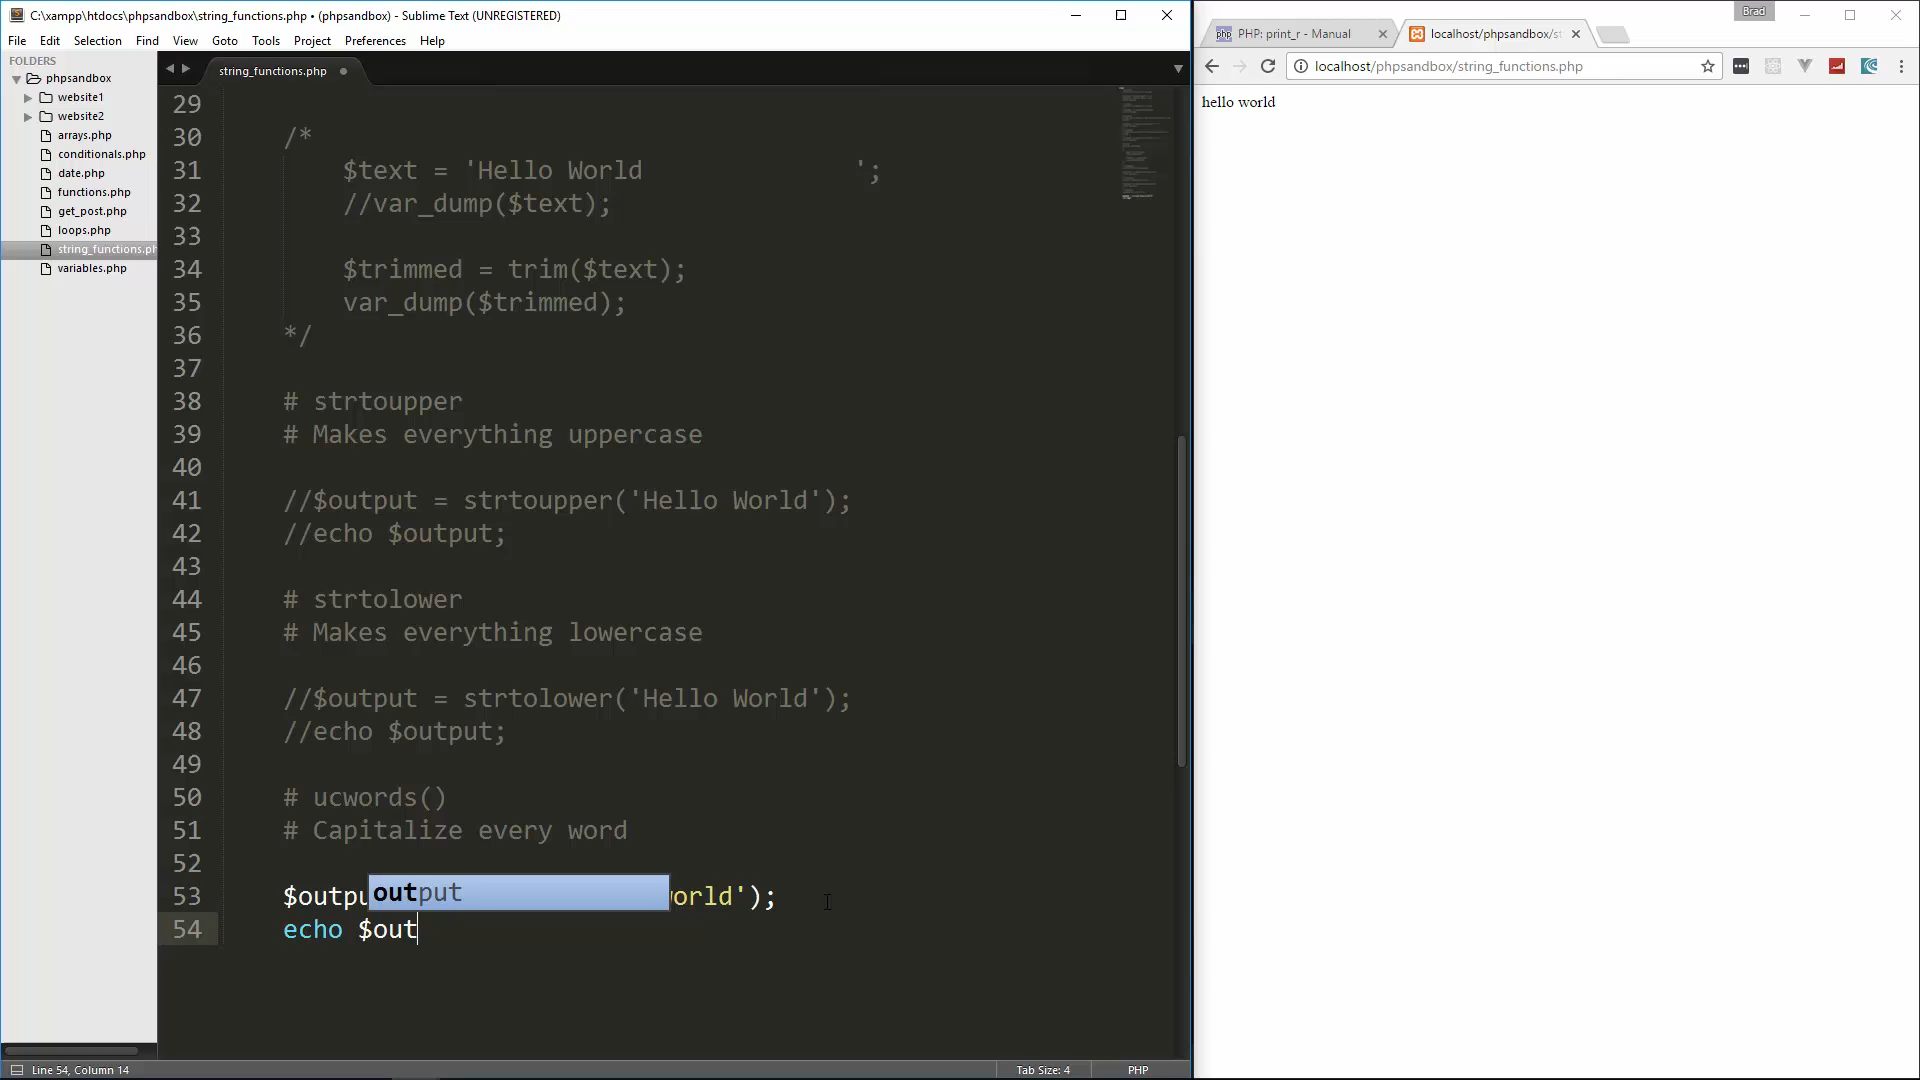 C:\xampp\htdocs\phpsandbox\string_functions.php • (phpsandbox) - Sublime Text (UNREGISTERED)
File Edit Selection Find View Goto Tools Project Preferences Help
FOLDERS
phpsandbox
website1
website2
arrays.php
conditionals.php
date.php
functions.php
get_post.php
loops.php
string_functions.ph
variables.php
string_functions.php
29
30 /*
31 $text = 'Hello World ';
32 //var_dump($text);
33
34 $trimmed = trim($text);
35 var_dump($trimmed);
36 */
37
38 # strtoupper
39 # Makes everything uppercase
40
41 //$output = strtoupper('Hello World');
42 //echo $output;
43
44 # strtolower
45 # Makes everything lowercase
46
47 //$output = strtolower('Hello World');
48 //echo $output;
49
50 # ucwords()
51 # Capitalize every word
52
output
53 $outpu orld');
54 echo $out
Line 54, Column 14
Tab Size: 4
PHP
Brad
php PHP: print_r - Manual
localhost/phpsandbox/st
localhost/phpsandbox/string_functions.php
hello world